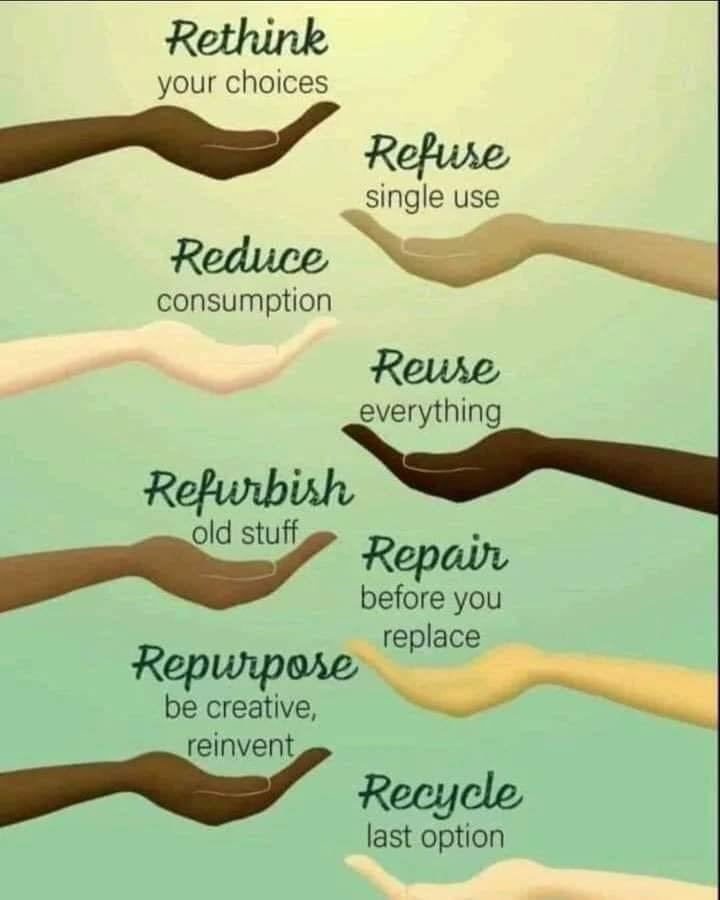 Rethink
your choices
Refuse
single use
Reduce
consumption
Reuse
everything
Refurbish
old stuff
Repair
before you
replace
Repurpose
be creative,
reinvent
Recycle
last option